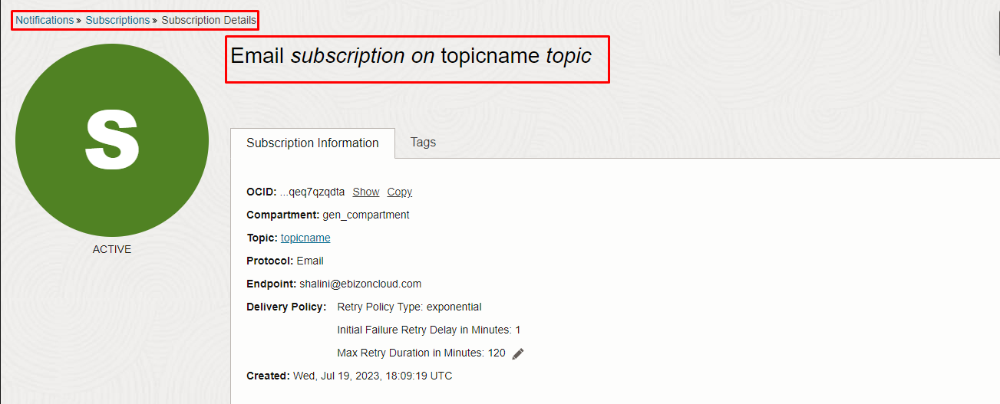 Notifications » Subscriptions » Subscription Details
Email subscription on topicname topic
S
ACTIVE
Subscription Information
Tags
OCID: ...qeq7qzqdta Show Copy
Compartment: gen_compartment
Topic: topicname
Protocol: Email
Endpoint: shalini@ebizoncloud.com
Delivery Policy: Retry Policy Type: exponential
Initial Failure Retry Delay in Minutes: 1
Max Retry Duration in Minutes: 120
Created: Wed, Jul 19, 2023, 18:09:19 UTC